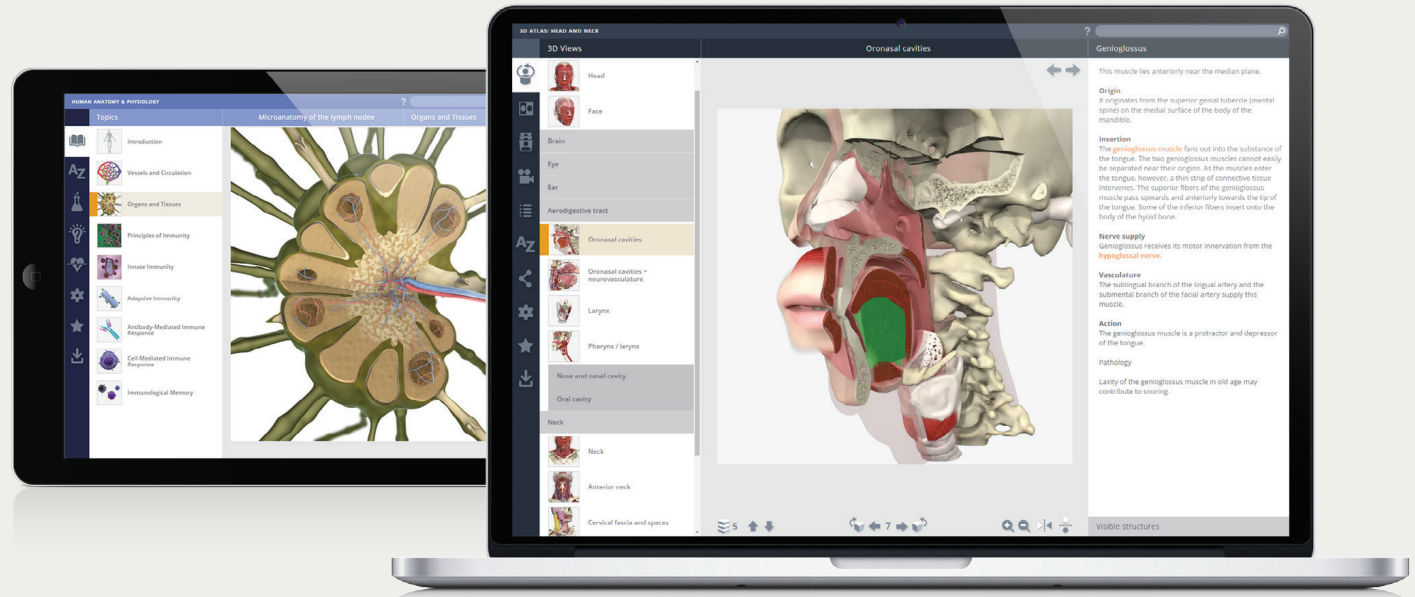 HUMAN ANATOMY & PHYSIOLOGY
?
Topics
Microanatomy of the lymph nodee
Organs and Tissues
Introduction
AZ
Vessels and Circulation
Organs and Tissues
Principles of Immunity
Innate Immunity
Adaptive Immunity
Antibody-Mediated Immune
Response
Cell-Mediated Immune
Response
Immunological Memory
3D ATLAS: HEAD AND NECK
?
3D Views
Oronasal cavities
Genioglossus
Head
Face
Brain
Eye
Ear
Aerodigestive tract
AZ
Oronasal cavities
Oronasal cavities ~
neurovasculature
Larynx
Pharynx / larynx
Nose and nasal cavity
Oral cavity
Neck
Neck
Anterior neck
Cervical fascia and spaces
5
7
This muscle lies anteriorly near the median plane.
Origin
It originates from the superior genial tubercle (mental
spine) on the medial surface of the body of the
mandible.
Insertion
The genioglossus muscle fans out into the substance of
the tongue. The two genioglossus muscles cannot easily
be separated near their origins. As the muscles enter
the tongue, however, a thin strip of connective tissue
intervenes. The superior fibers of the genioglossus
muscle pass upwards and anteriorly towards the tip of
the tongue. Some of the inferior fibers insert onto the
body of the hyoid bone.
Nerve supply
Genioglossus receives its motor innervation from the
hypoglossal nerve.
Vasculature
The sublingual branch of the lingual artery and the
submental branch of the facial artery supply this
muscle.
Action
The genioglossus muscle is a protractor and depressor
of the tongue.
Pathology
Laxity of the genioglossus muscle in old age may
contribute to snoring.
Visible structures